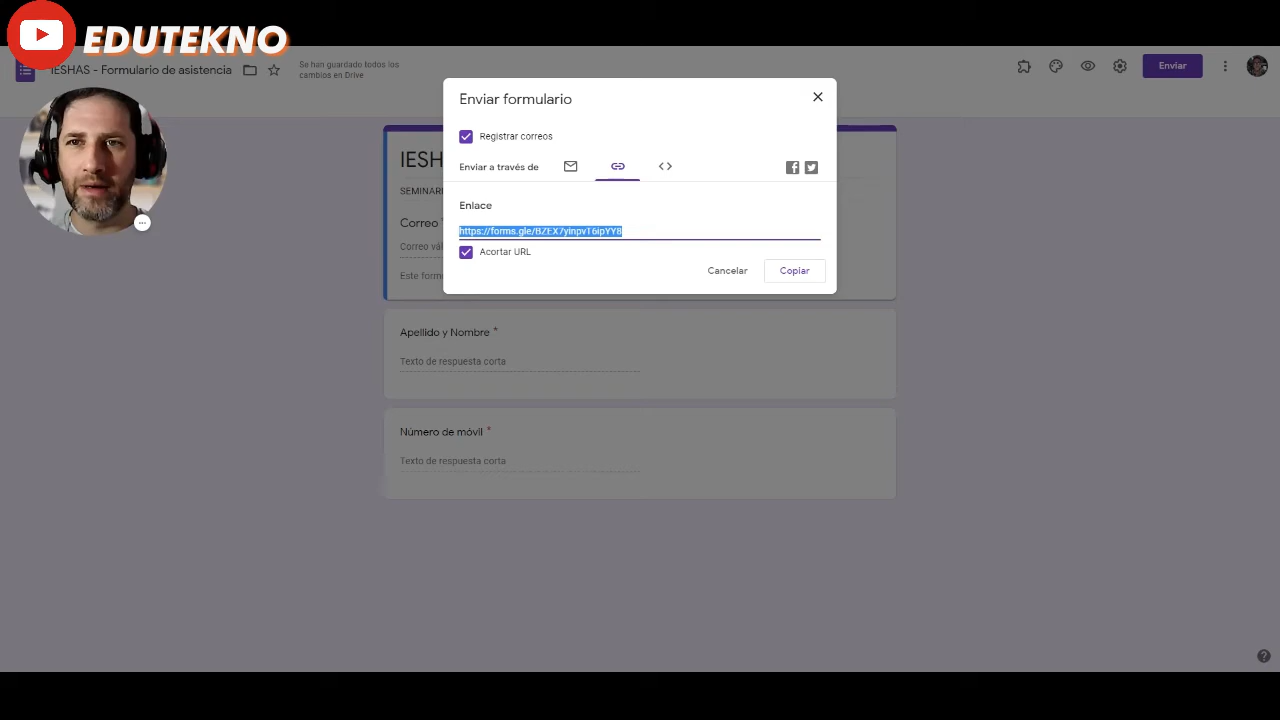 EDUTEKNO
IESHAS - Formulario de asistencia
Se han guardado todos los
cambios en Drive
Enviar
Enviar formulario
Registrar correos
Enviar a través de
Enlace
https://forms.gle/BZEX7yinpvT6ipYY8
Acortar URL
Cancelar
Copiar
IESH
SEMINARI
Correo
Correo vál
Este form
Apellido y Nombre *
Texto de respuesta corta
Número de móvil *
Texto de respuesta corta